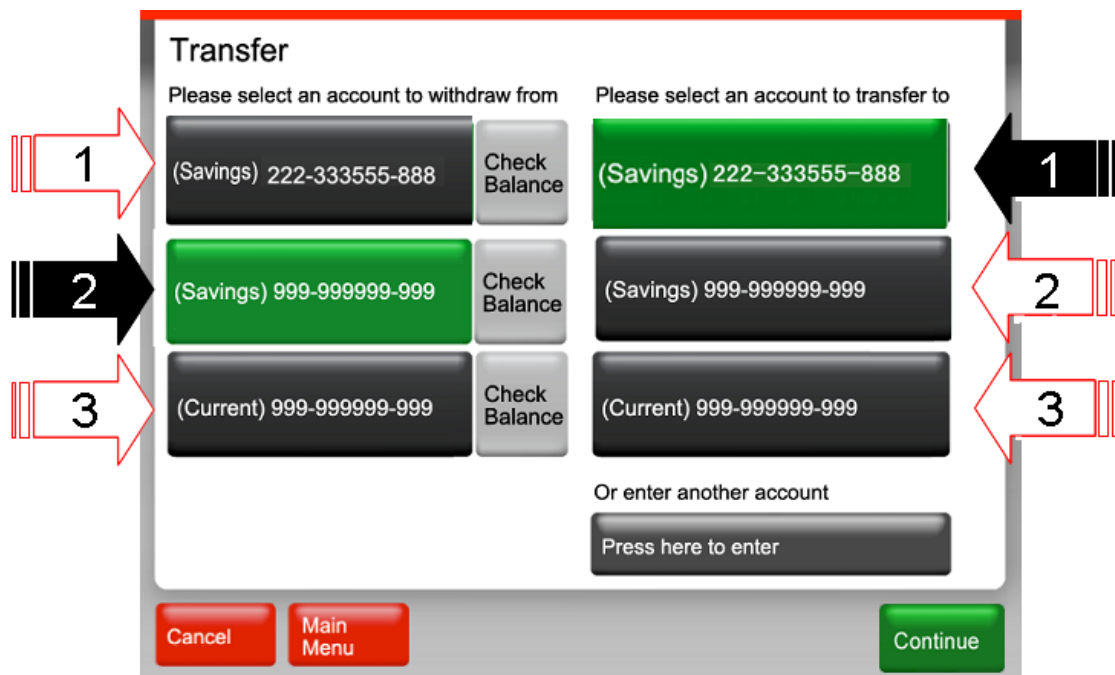 Transfer
Please select an account to withdraw from
Please select an account to transfer to
1
(Savings) 222-333555-888
Check
Balance
(Savings) 222-333555-888
1
2
(Savings) 999-999999-999
Check
Balance
(Savings) 999-999999-999
2
3
(Current) 999-999999-999
Check
Balance
(Current) 999-999999-999
3
Or enter another account
Press here to enter
Cancel
Main
Menu
Continue